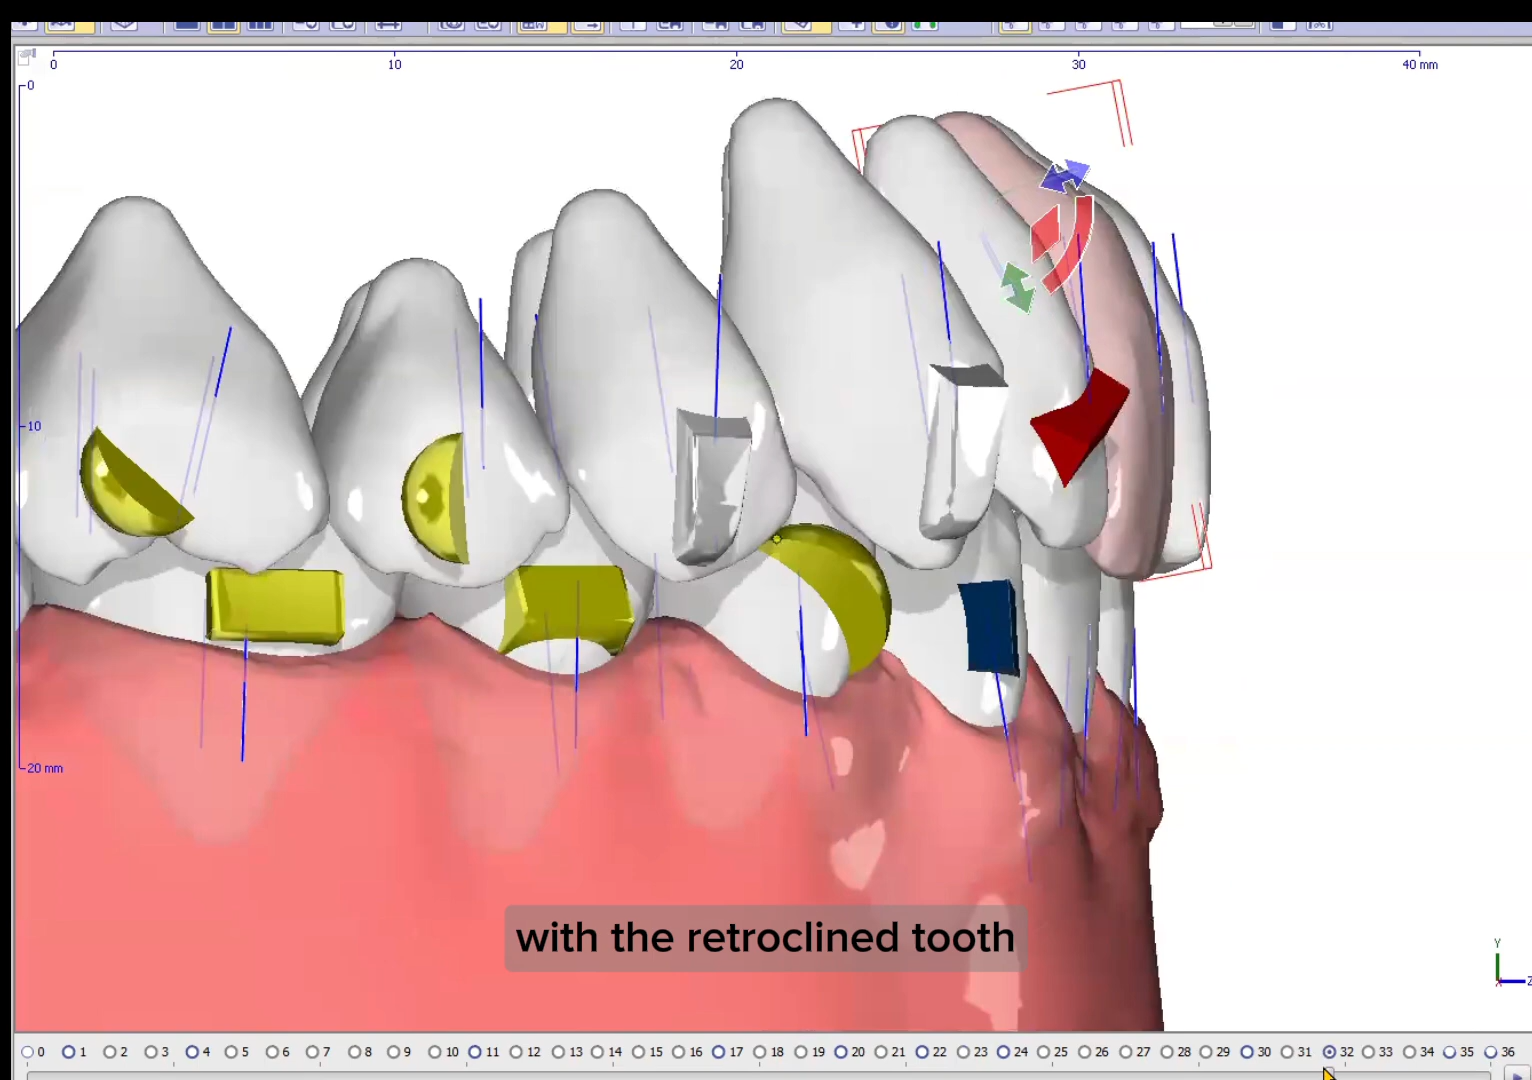 0 10 20 30 40 mm
0
10
20 mm
with the retroclined tooth
Y
Z
0 1 2 3 4 5 6 7 8 9 10 11 12 13 14 15 16 17 18 19 20 21 22 23 24 25 26 27 28 29 30 31 32 33 34 35 36